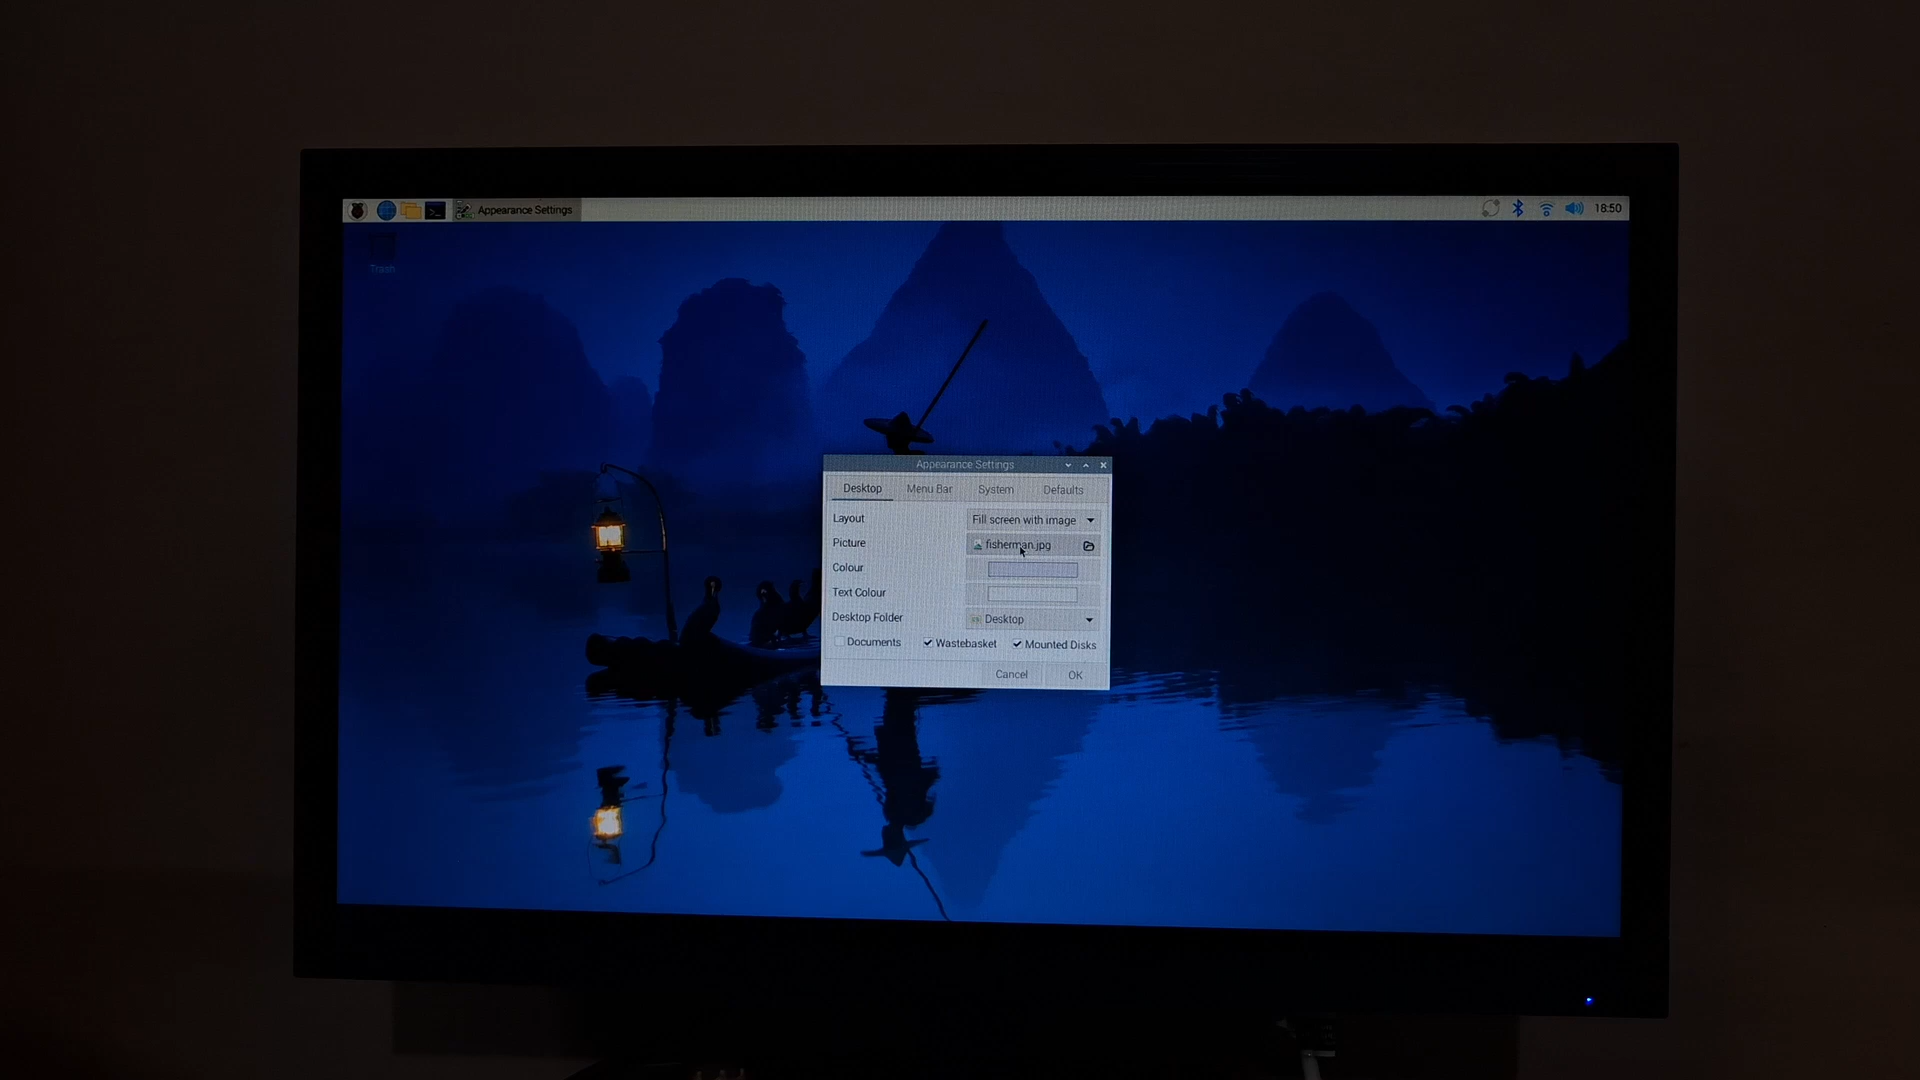 Appearance Settings
18:50
Trash
Appearance Settings
Desktop Menu Bar System Defaults
Layout Fill screen with image
Picture fisherman.jpg
Colour
Text Colour
Desktop Folder Desktop
Documents Wastebasket Mounted Disks
Cancel OK